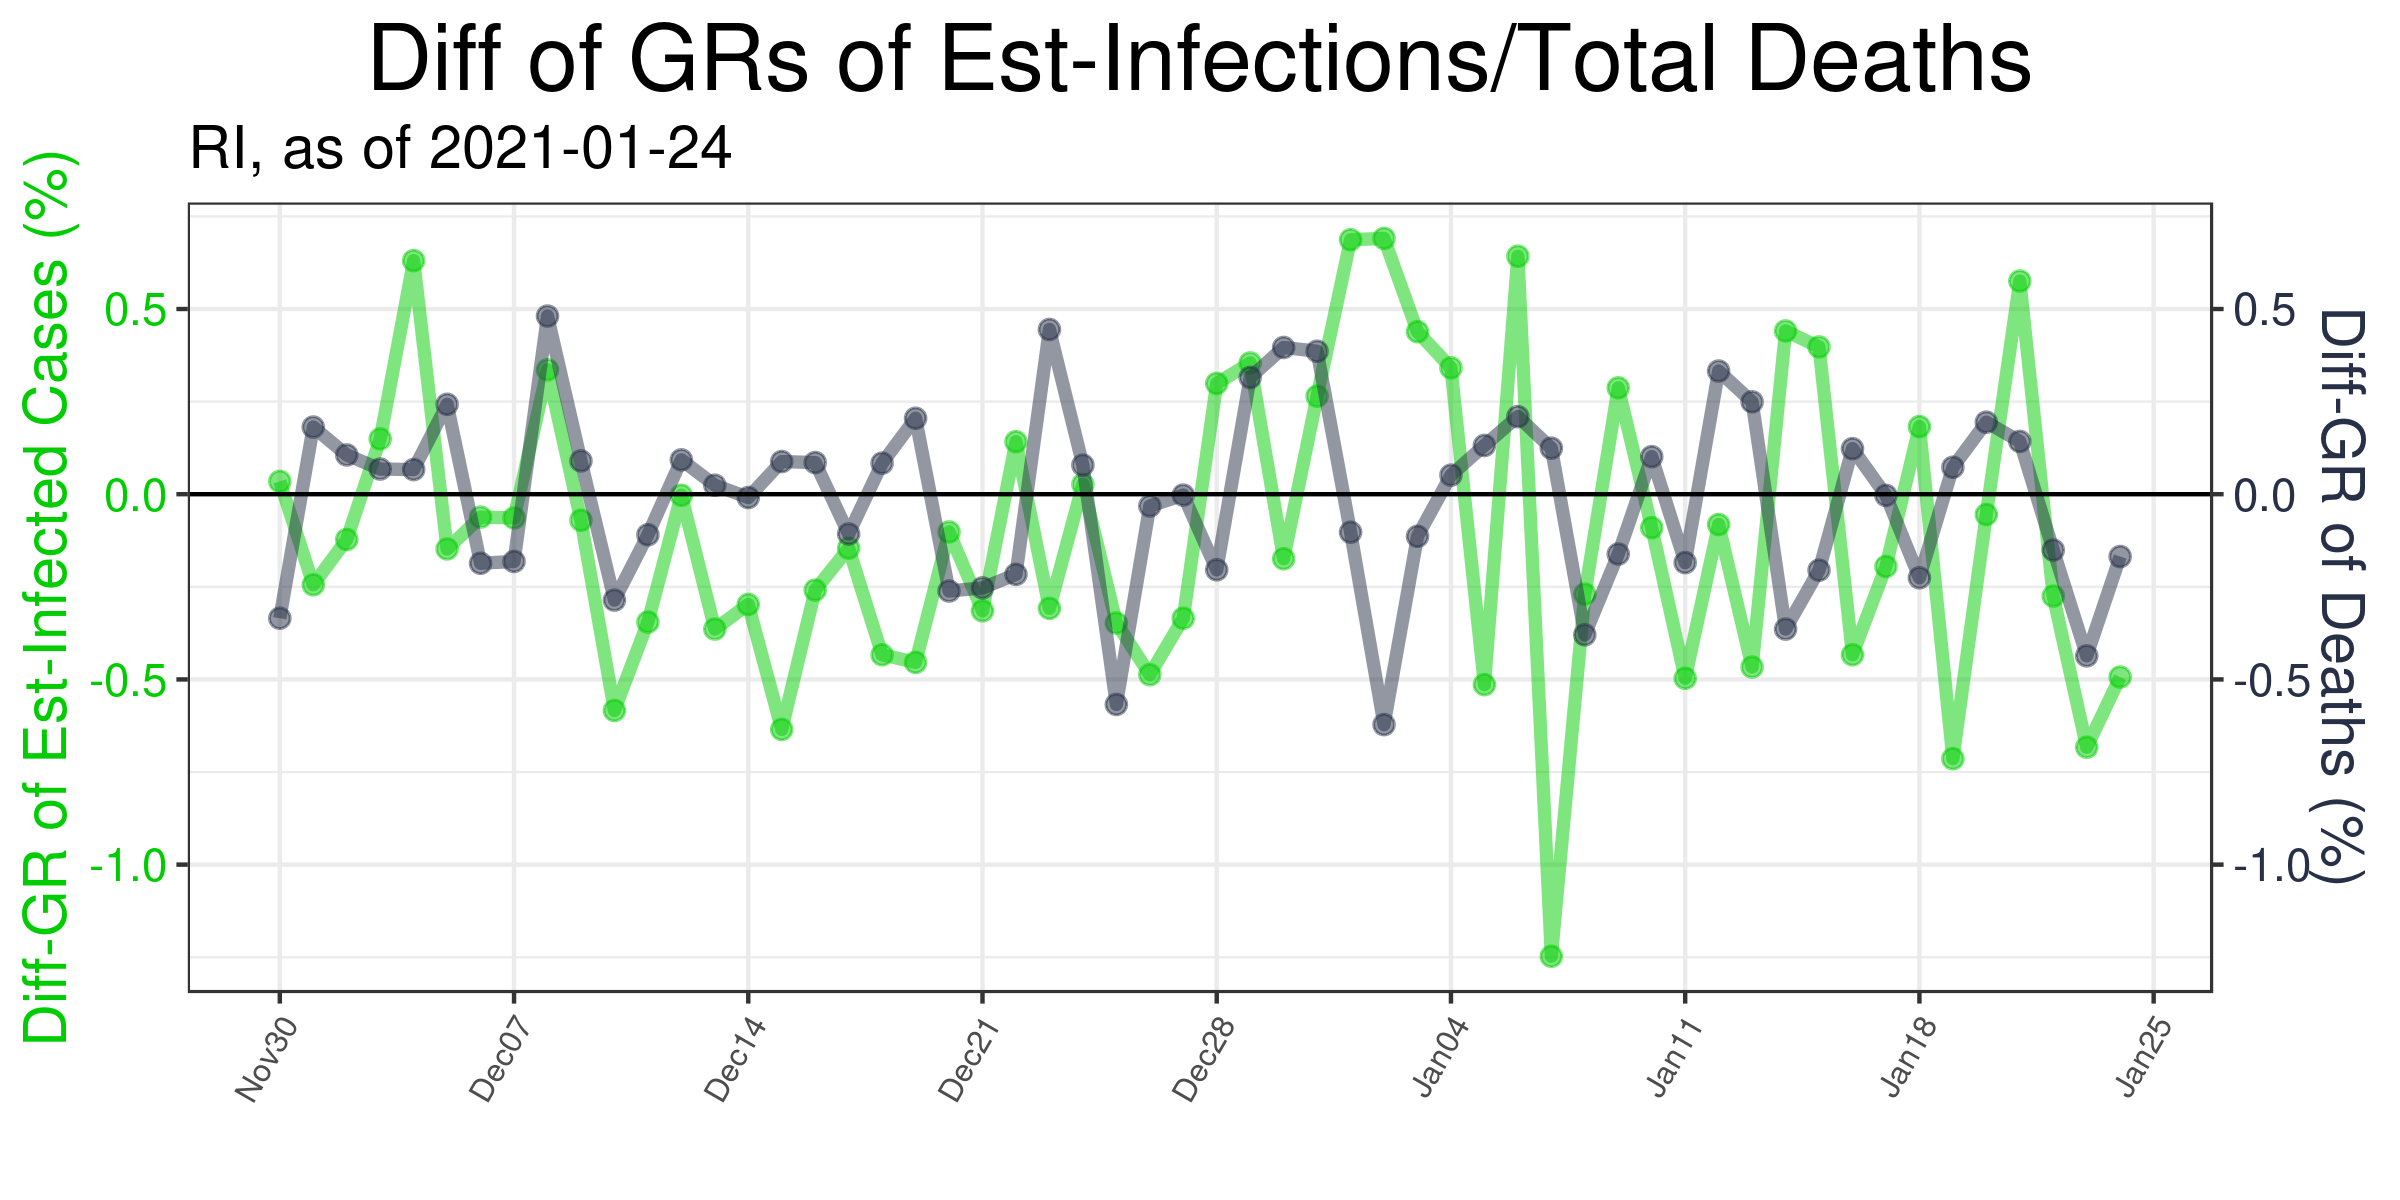 Diff of GRs of Est-Infections/Total Deaths
RI, as of 2021-01-24
Diff-GR of Est-Infected Cases (%)
0.5
0.0
-0.5
-1.0
0.5
0.0
-0.5
-1.0
Diff-GR of Deaths (%)
Nov30
Dec07
Dec14
Dec21
Dec28
Jan04
Jan11
Jan18
Jan25